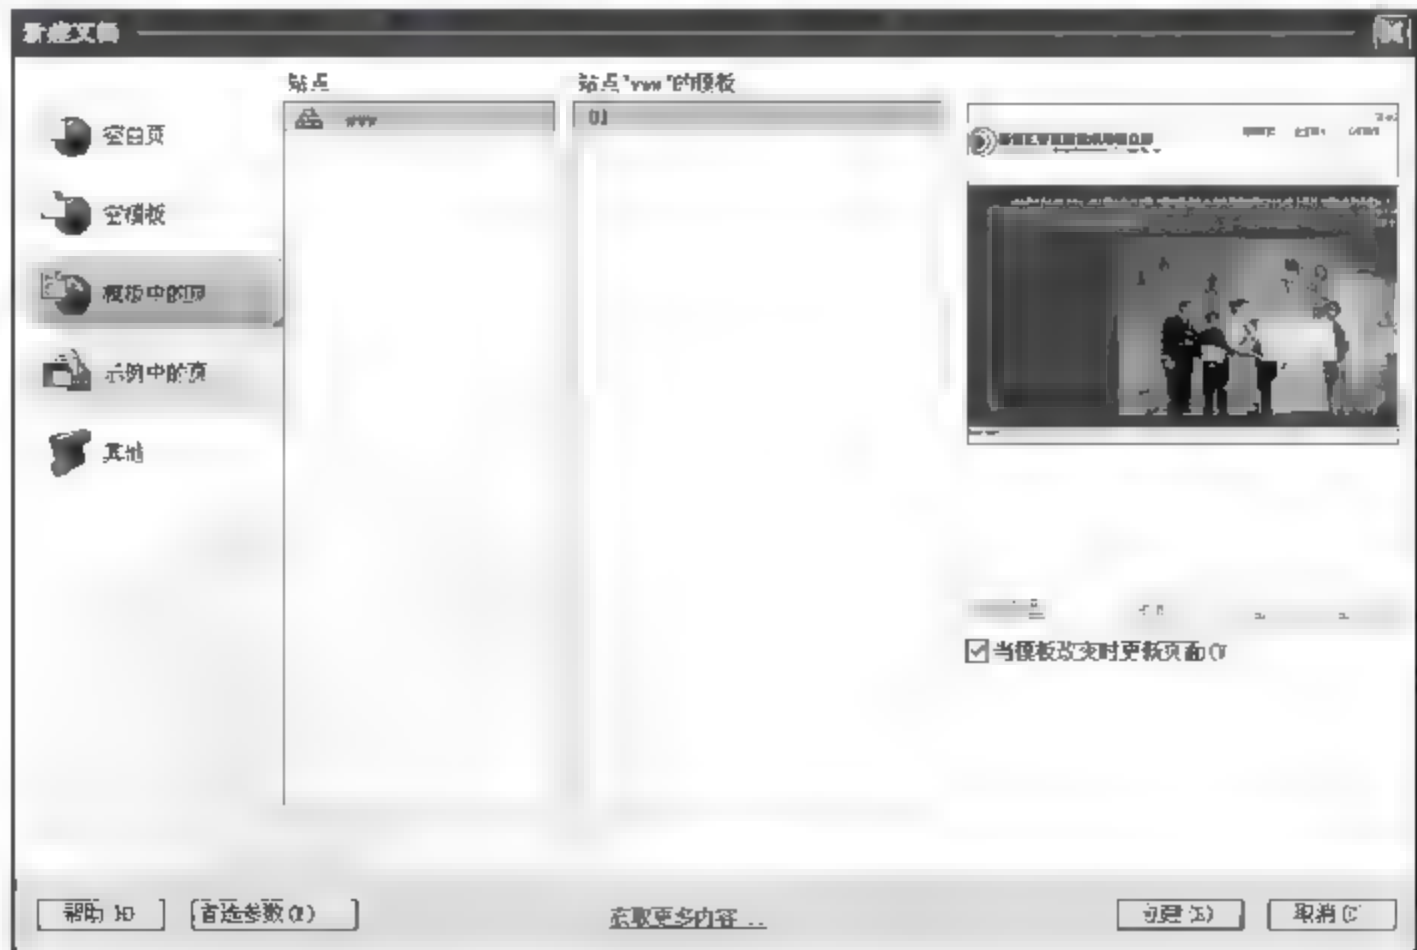 新建文档
站点
站点"www"的模板
空白页
www
01
空模板
模板中的页
示例中的页
其他
当模板改变时更新页面
帮助(H)
首选参数(P)
获取更多内容...
创建(R)
取消(C)